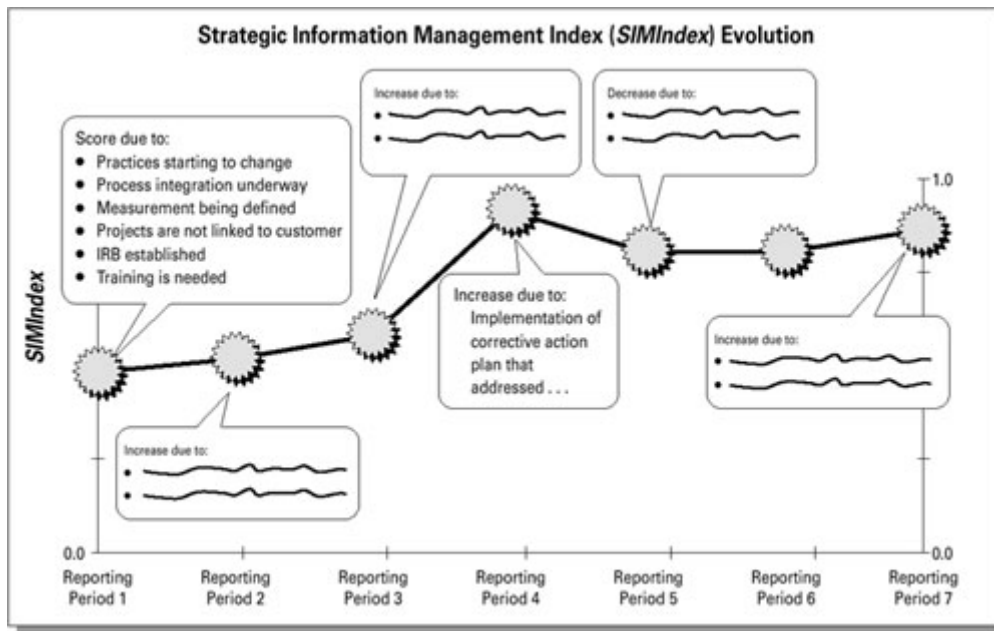 Strategic Information Management Index (SIMIndex) Evolution
Score due to:
• Practices starting to change
• Process integration underway
• Measurement being defined
• Projects are not linked to customer
• IRB established
• Training is needed
Increase due to:
Decrease due to:
Increase due to:
Implementation of
corrective action
plan that
addressed . . .
Increase due to:
Increase due to:
SIMIndex
1.0
0.0
0.0
Reporting
Period 1
Reporting
Period 2
Reporting
Period 3
Reporting
Period 4
Reporting
Period 5
Reporting
Period 6
Reporting
Period 7